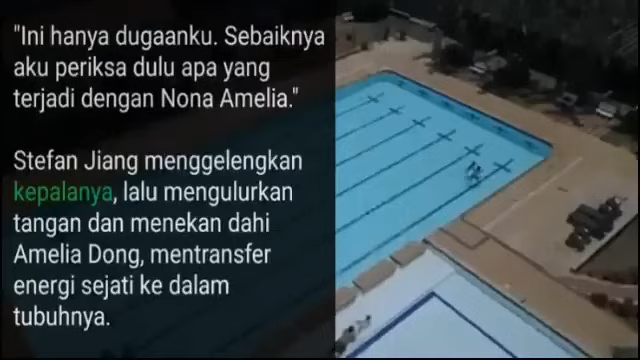 "Ini hanya dugaanku. Sebaiknya
aku periksa dulu apa yang
terjadi dengan Nona Amelia."
Stefan Jiang menggelengkan
kepalanya, lalu mengulurkan
tangan dan menekan dahi
Amelia Dong, mentransfer
energi sejati ke dalam
tubuhnya.